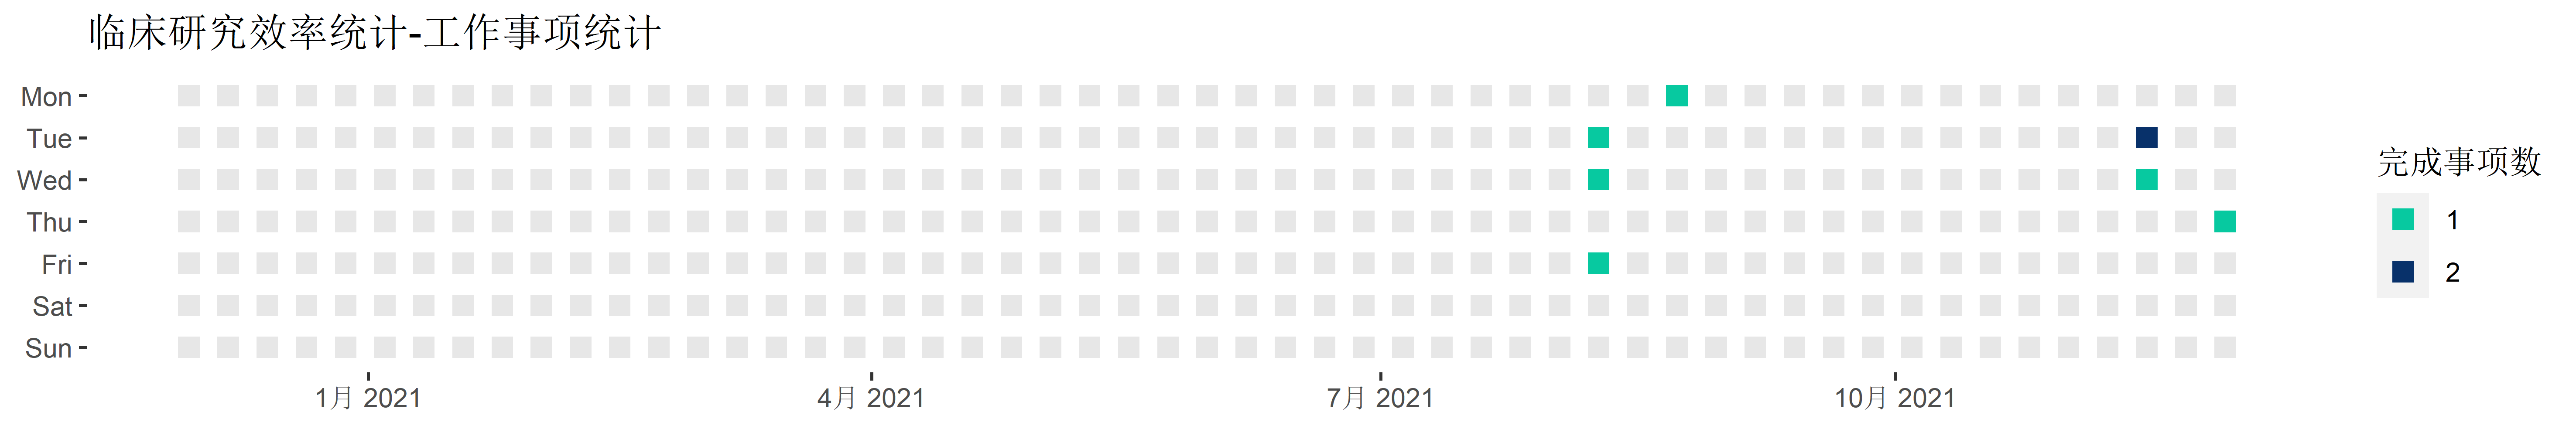 临床研究效率统计-工作事项统计
Mon
Tue
Wed
Thu
Fri
Sat
Sun
1月 2021
4月 2021
7月 2021
10月 2021
完成事项数
1
2